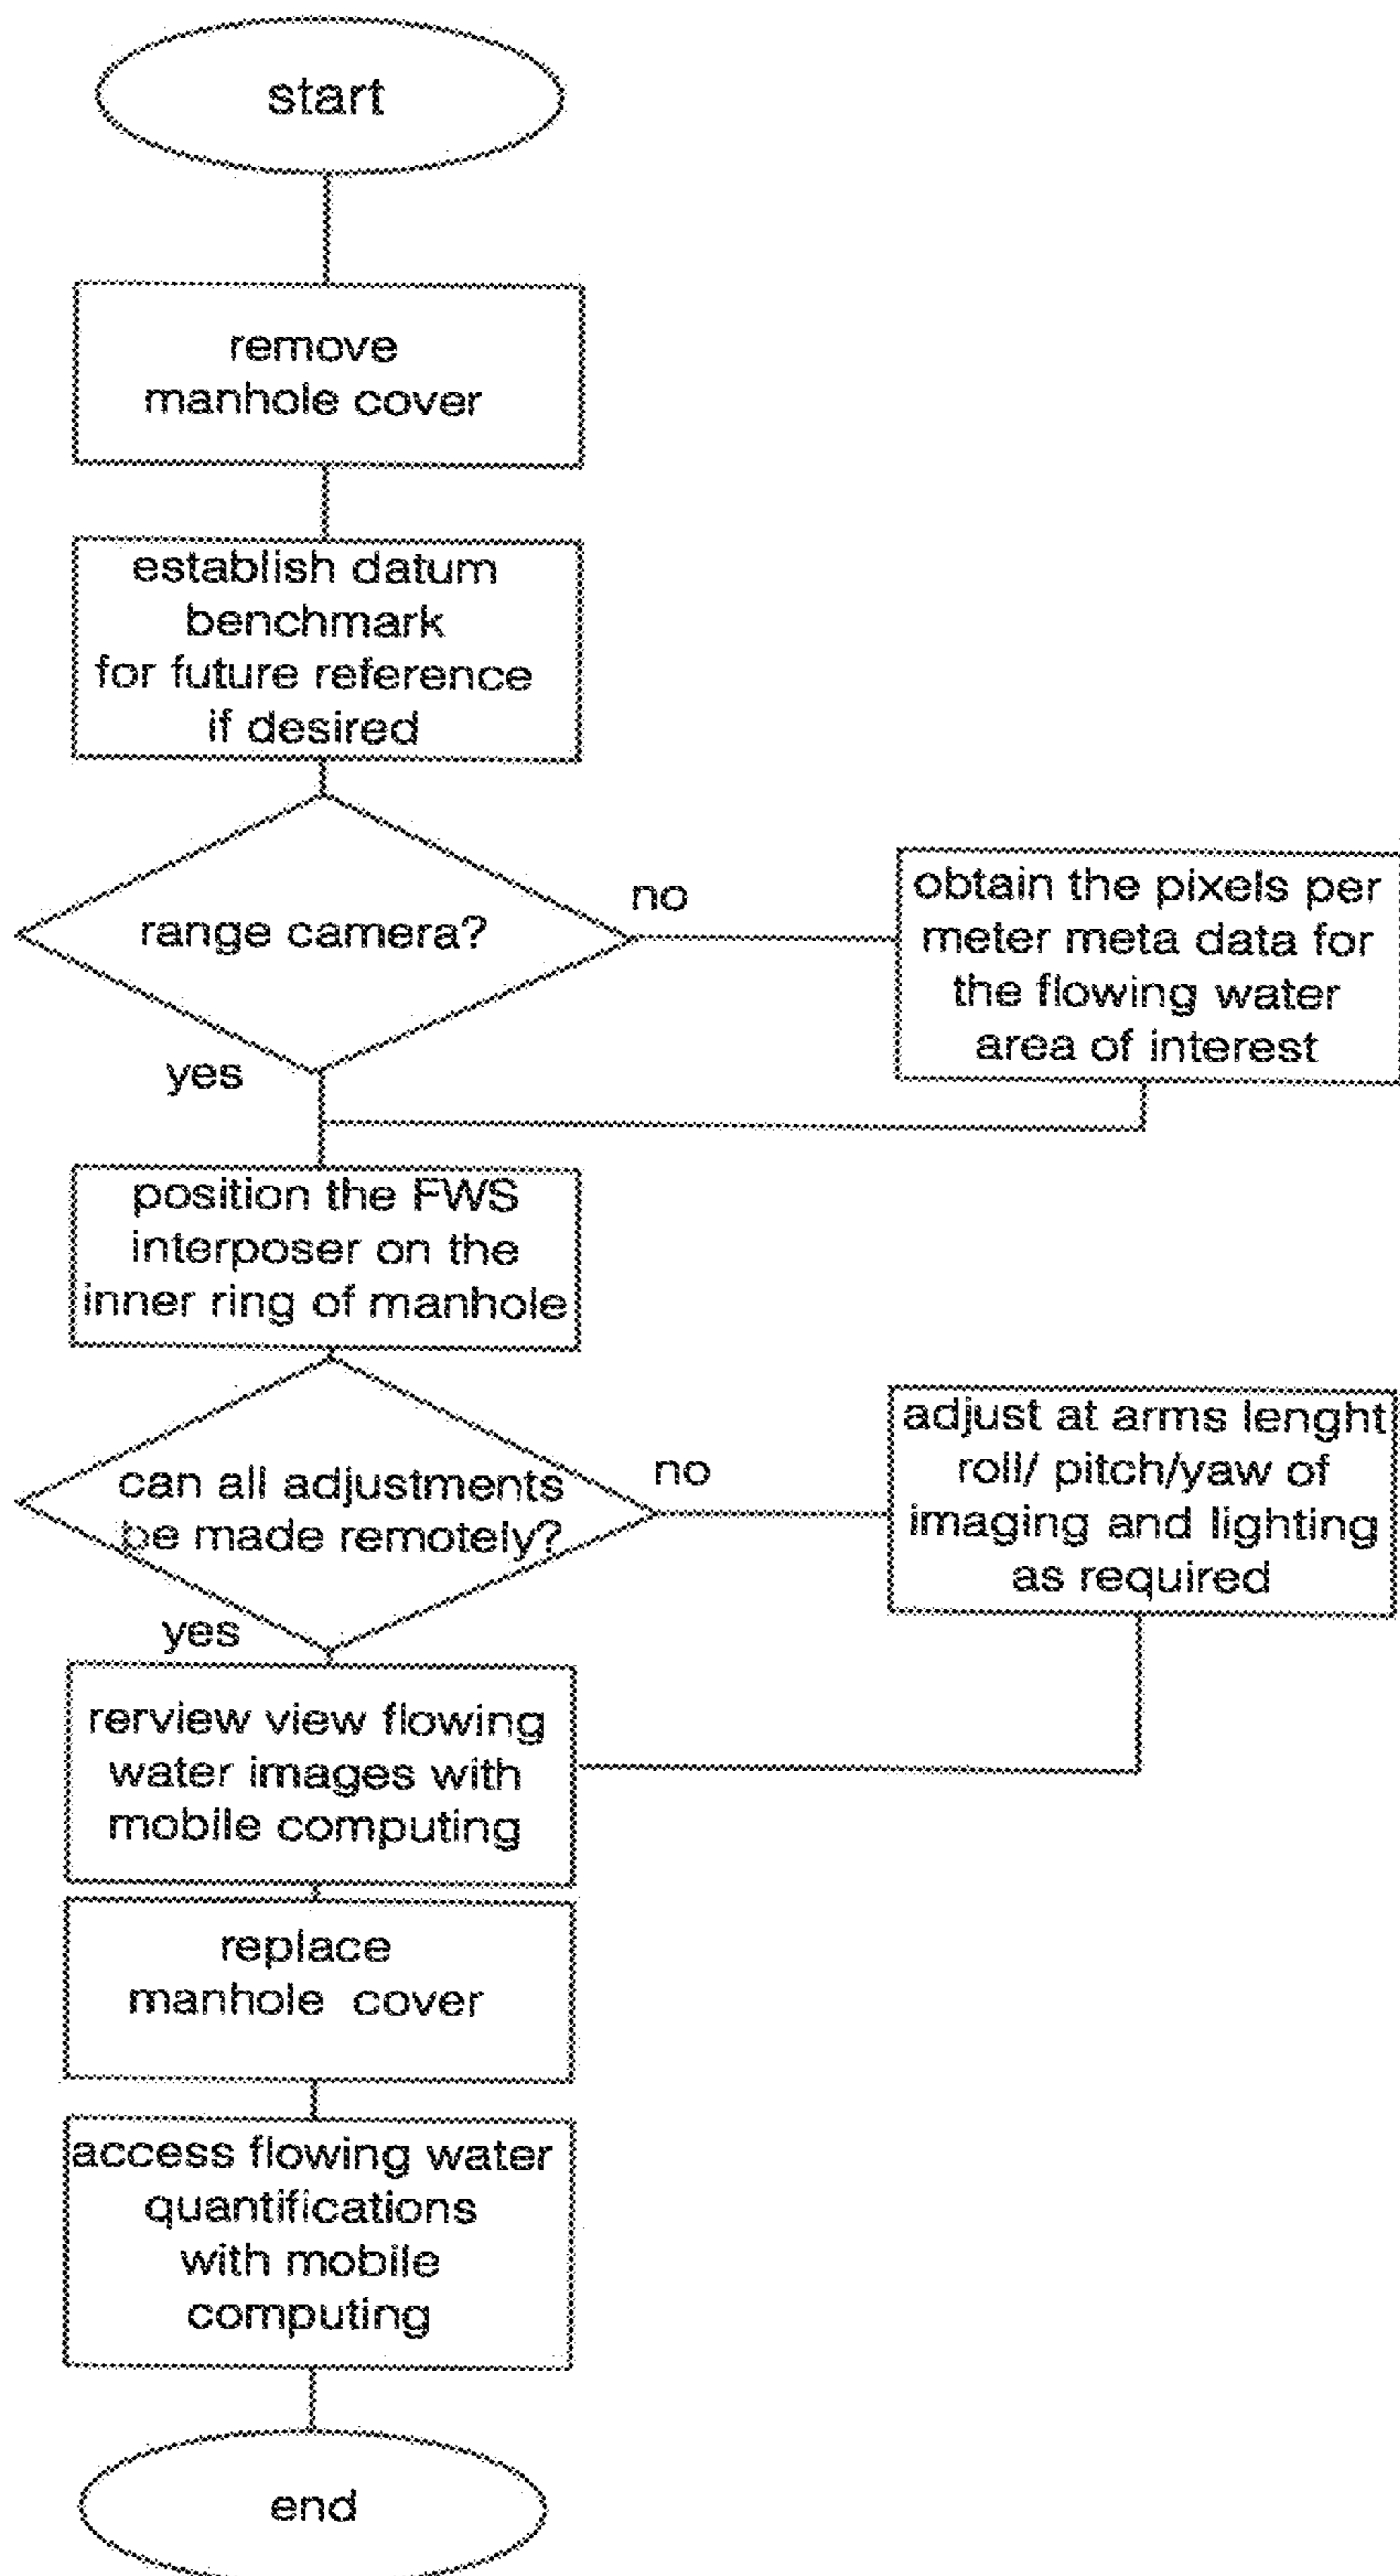 start
remove
manhole cover
establish datum
benchmark
for future reference
if desired
range camera?
no
obtain the pixels per
meter meta data for
the flowing water
area of interest
yes
position the FWS
interposer on the
inner ring of manhole
can all adjustments
be made remotely?
no
adjust at arms lenght
roll/ pitch/yaw of
imaging and lighting
as required
yes
rerview view flowing
water images with
mobile computing
replace
manhole cover
access flowing water
quantifications
with mobile
computing
end